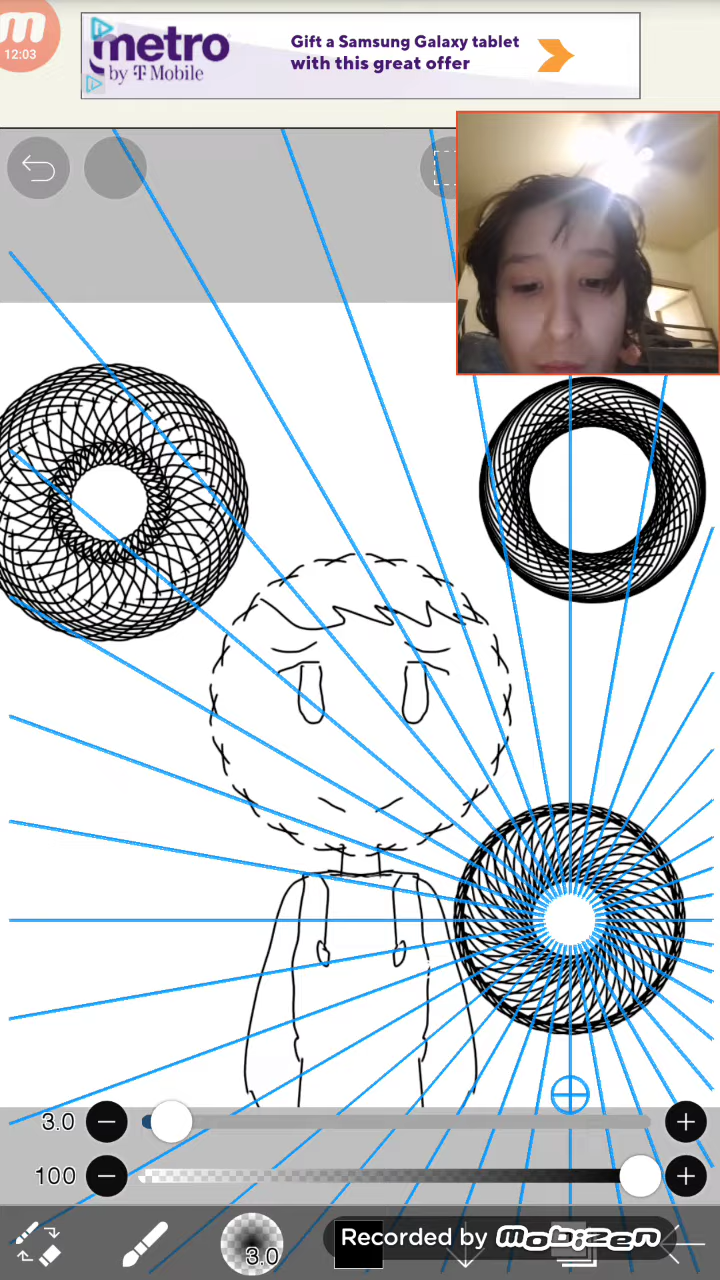 12:03
metro
by T Mobile
Gift a Samsung Galaxy tablet
with this great offer
3.0
100
3.0
Recorded by mobizen